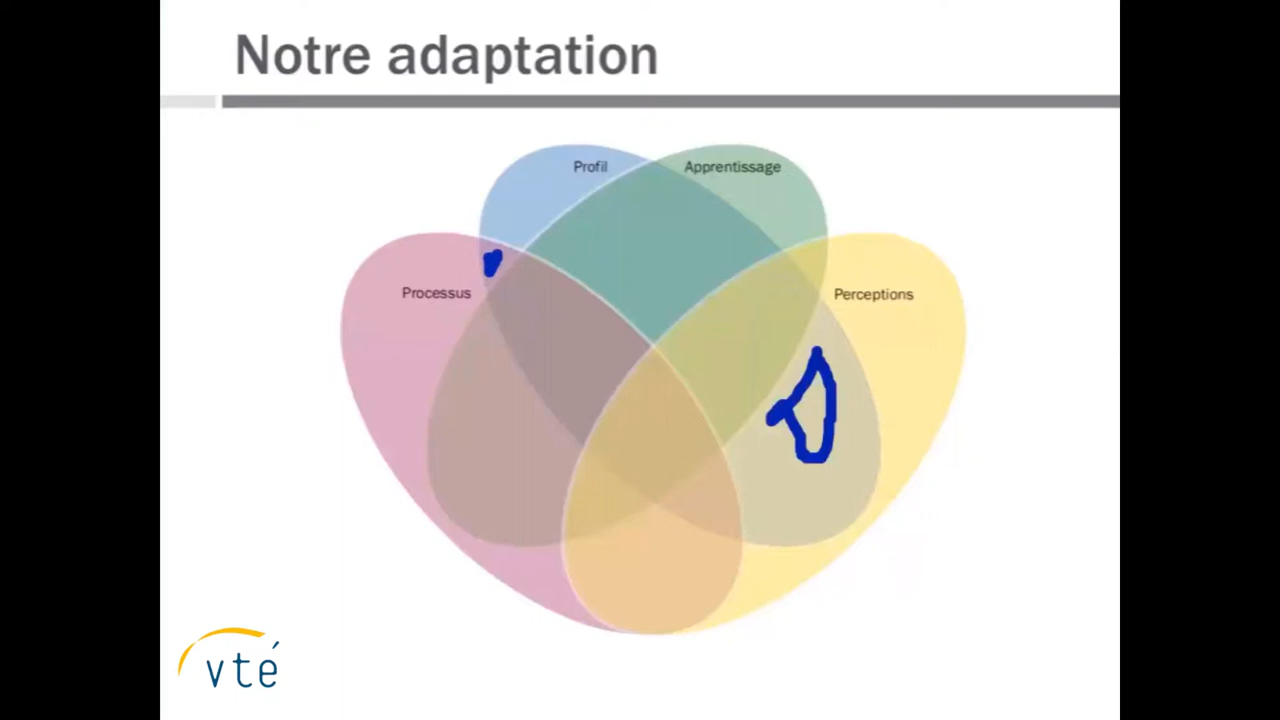 Notre adaptation
Profil
Apprentissage
Processus
Perceptions
vté